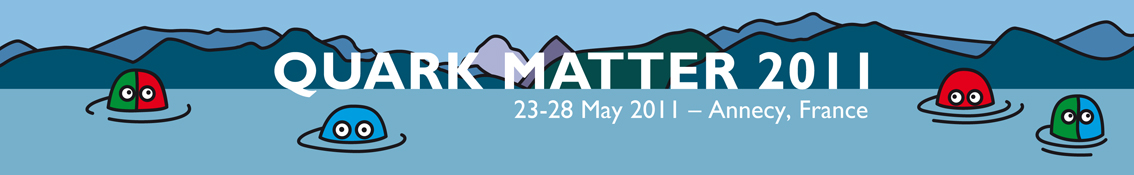 QUARK MATTER 2011
23-28 May 2011 – Annecy, France